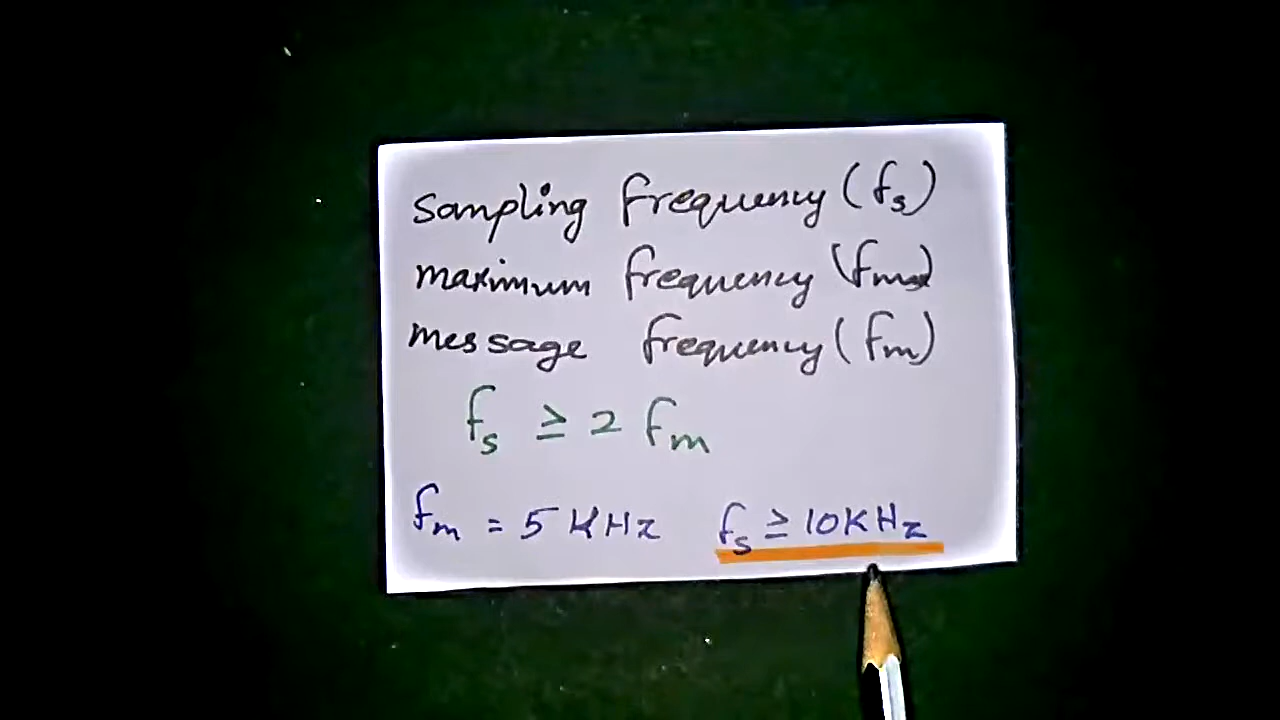 Sampling frequency (fs)
maximum frequency (fmax)
message frequency (fm)
fs ≥ 2 fm
fm = 5 KHz fs ≥ 10KHz